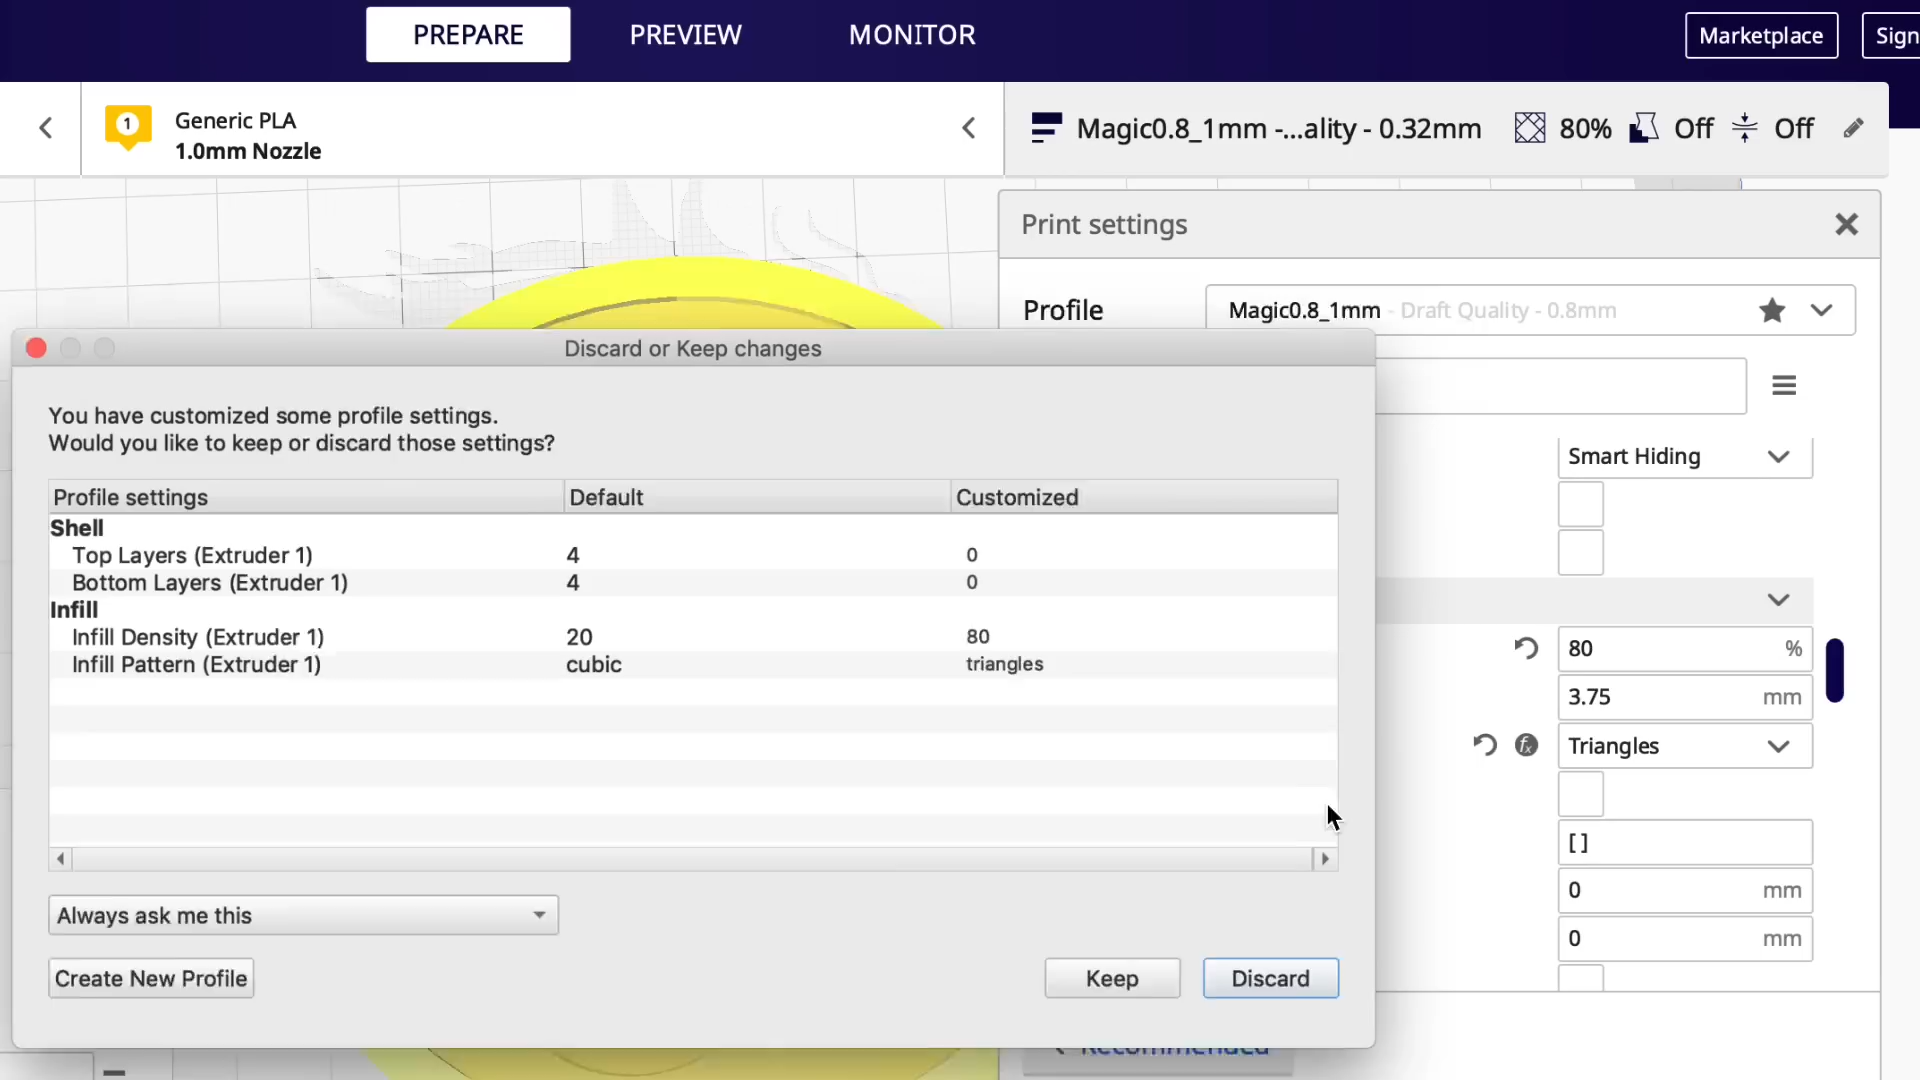 PREPARE PREVIEW MONITOR Marketplace Sign
1 Generic PLA
1.0mm Nozzle
Magic0.8_1mm -...ality - 0.32mm 80% Off Off
Print settings
Profile Magic0.8_1mm - Draft Quality - 0.8mm
Discard or Keep changes
You have customized some profile settings.
Would you like to keep or discard those settings?
Profile settings Default Customized
Shell
Top Layers (Extruder 1) 4 0
Bottom Layers (Extruder 1) 4 0
Infill
Infill Density (Extruder 1) 20 80
Infill Pattern (Extruder 1) cubic triangles
Always ask me this
Create New Profile Keep Discard
Smart Hiding
80 %
3.75 mm
fx Triangles
[ ]
0 mm
0 mm
Recommended